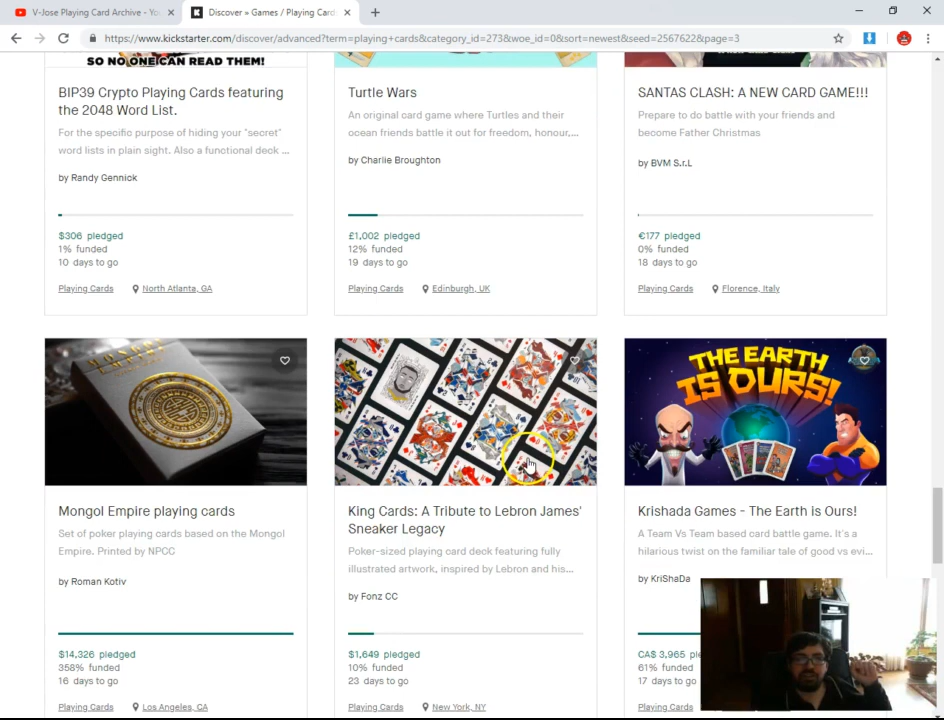 V-Jose Playing Card Archive - Yo
Discover » Games / Playing Card
https://www.kickstarter.com/discover/advanced?term=playing+cards&category_id=273&woe_id=0&sort=newest&seed=2567622&page=3
SO NO ONE CAN READ THEM!
BIP39 Crypto Playing Cards featuring
the 2048 Word List.
For the specific purpose of hiding your "secret"
word lists in plain sight. Also a functional deck ...
by Randy Gennick
$306 pledged
1% funded
10 days to go
Playing Cards
North Atlanta, GA
Turtle Wars
An original card game where Turtles and their
ocean friends battle it out for freedom, honour,...
by Charlie Broughton
£1,002 pledged
12% funded
19 days to go
Playing Cards
Edinburgh, UK
SANTAS CLASH: A NEW CARD GAME!!!
Prepare to do battle with your friends and
become Father Christmas
by BVM S.r.L
€177 pledged
0% funded
18 days to go
Playing Cards
Florence, Italy
Mongol Empire playing cards
Set of poker playing cards based on the Mongol
Empire. Printed by NPCC
by Roman Kotiv
$14,326 pledged
358% funded
16 days to go
Playing Cards
Los Angeles, CA
King Cards: A Tribute to Lebron James'
Sneaker Legacy
Poker-sized playing card deck featuring fully
illustrated artwork, inspired by Lebron and his...
by Fonz CC
$1,649 pledged
10% funded
23 days to go
Playing Cards
New York, NY
THE EARTH
IS OURS!
Krishada Games - The Earth is Ours!
A Team Vs Team based card battle game. It's a
hilarious twist on the familiar tale of good vs evi...
by KriShaDa
CA$ 3,965 ple
61% funded
17 days to go
Playing Cards